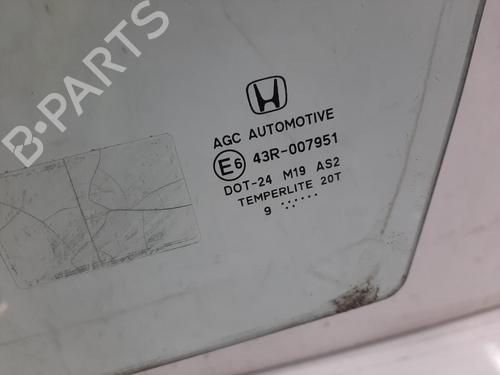 B-PARTS
AGC AUTOMOTIVE
E6 43R-007951
DOT-24 M19 AS2
TEMPERLITE 20T
9 ......